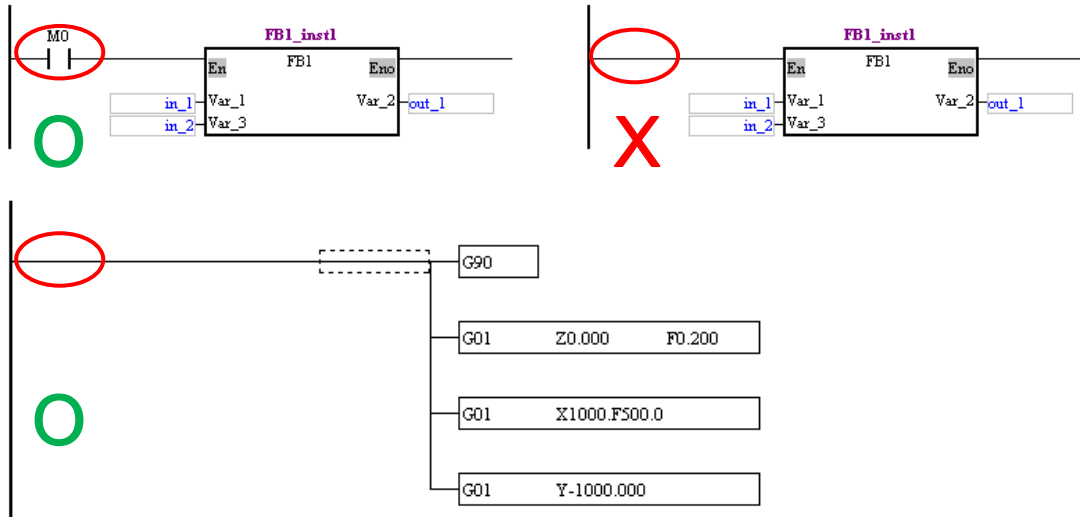 M0
FB1_inst1
FB1
En Eno
in_1 Var_1 Var_2 out_1
in_2 Var_3
O
FB1_inst1
FB1
En Eno
in_1 Var_1 Var_2 out_1
in_2 Var_3
X
G90
G01 Z0.000 F0.200
G01 X1000.F500.0
O
G01 Y-1000.000